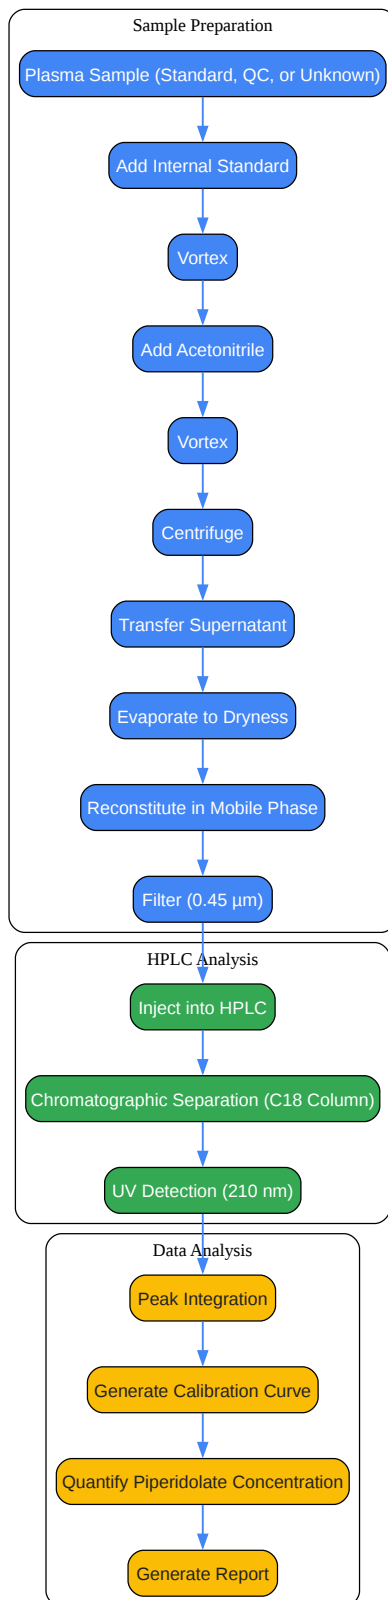 Sample Preparation
Plasma Sample (Standard, QC, or Unknown)
Add Internal Standard
Vortex
Add Acetonitrile
Vortex
Centrifuge
Transfer Supernatant
Evaporate to Dryness
Reconstitute in Mobile Phase
Filter (0.45 µm)
HPLC Analysis
Inject into HPLC
Chromatographic Separation (C18 Column)
UV Detection (210 nm)
Data Analysis
Peak Integration
Generate Calibration Curve
Quantify Piperidolate Concentration
Generate Report